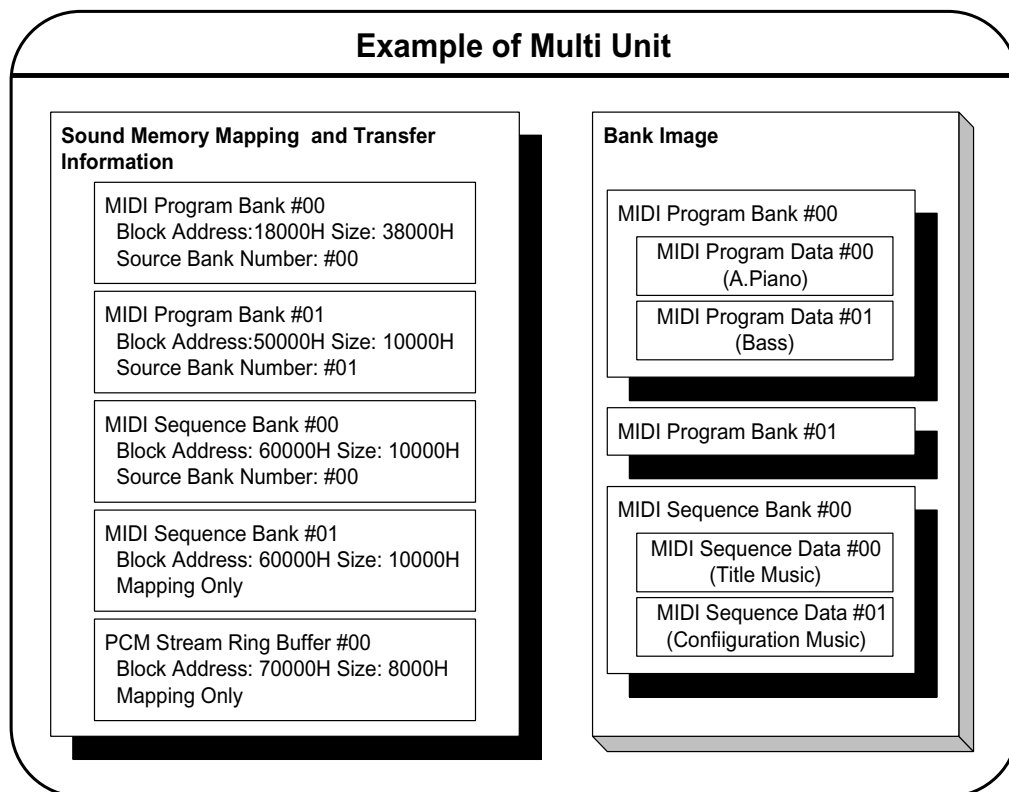 Example of Multi Unit
Sound Memory Mapping and Transfer
Information
MIDI Program Bank #00
Block Address:18000H Size: 38000H
Source Bank Number: #00
MIDI Program Bank #01
Block Address:50000H Size: 10000H
Source Bank Number: #01
MIDI Sequence Bank #00
Block Address: 60000H Size: 10000H
Source Bank Number: #00
MIDI Sequence Bank #01
Block Address: 60000H Size: 10000H
Mapping Only
PCM Stream Ring Buffer #00
Block Address: 70000H Size: 8000H
Mapping Only
Bank Image
MIDI Program Bank #00
MIDI Program Data #00
(A.Piano)
MIDI Program Data #01
(Bass)
MIDI Program Bank #01
MIDI Sequence Bank #00
MIDI Sequence Data #00
(Title Music)
MIDI Sequence Data #01
(Confiiguration Music)